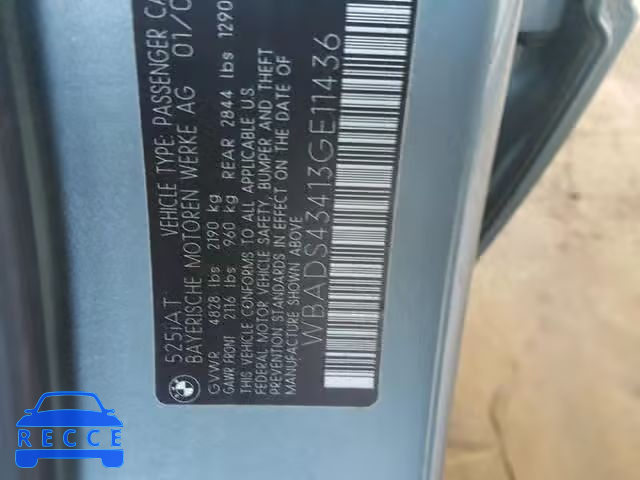 525iAT VEHICLE TYPE: PASSENGER CA
BAYERISCHE MOTOREN WERKE AG 01/0
GVWR 4828 lbs 2190 kg
GAWR FRONT 2116 lbs 960 kg REAR 2844 lbs 1290
THIS VEHICLE CONFORMS TO ALL APPLICABLE
FEDERAL MOTOR VEHICLE SAFETY, BUMPER AND THEFT
PREVENTION STANDARDS IN EFFECT ON THE DATE OF
MANUFACTURE SHOWN ABOVE
WBADS43413GE11436
BMW
DEC
RECCE